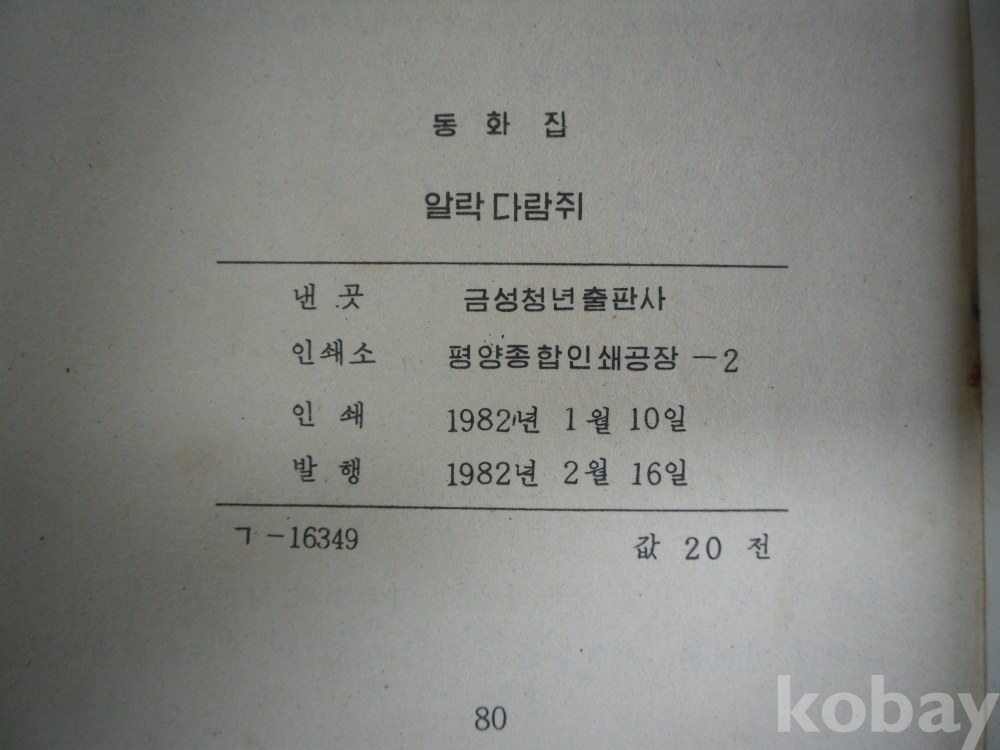 동 화 집
알락 다람쥐
낸 곳 금성청년출판사
인쇄소 평양종합인쇄공장 -2
인 쇄 1982년 1월 10일
발 행 1982년 2월 16일
ㄱ-16349 값 20 전
80
kobay